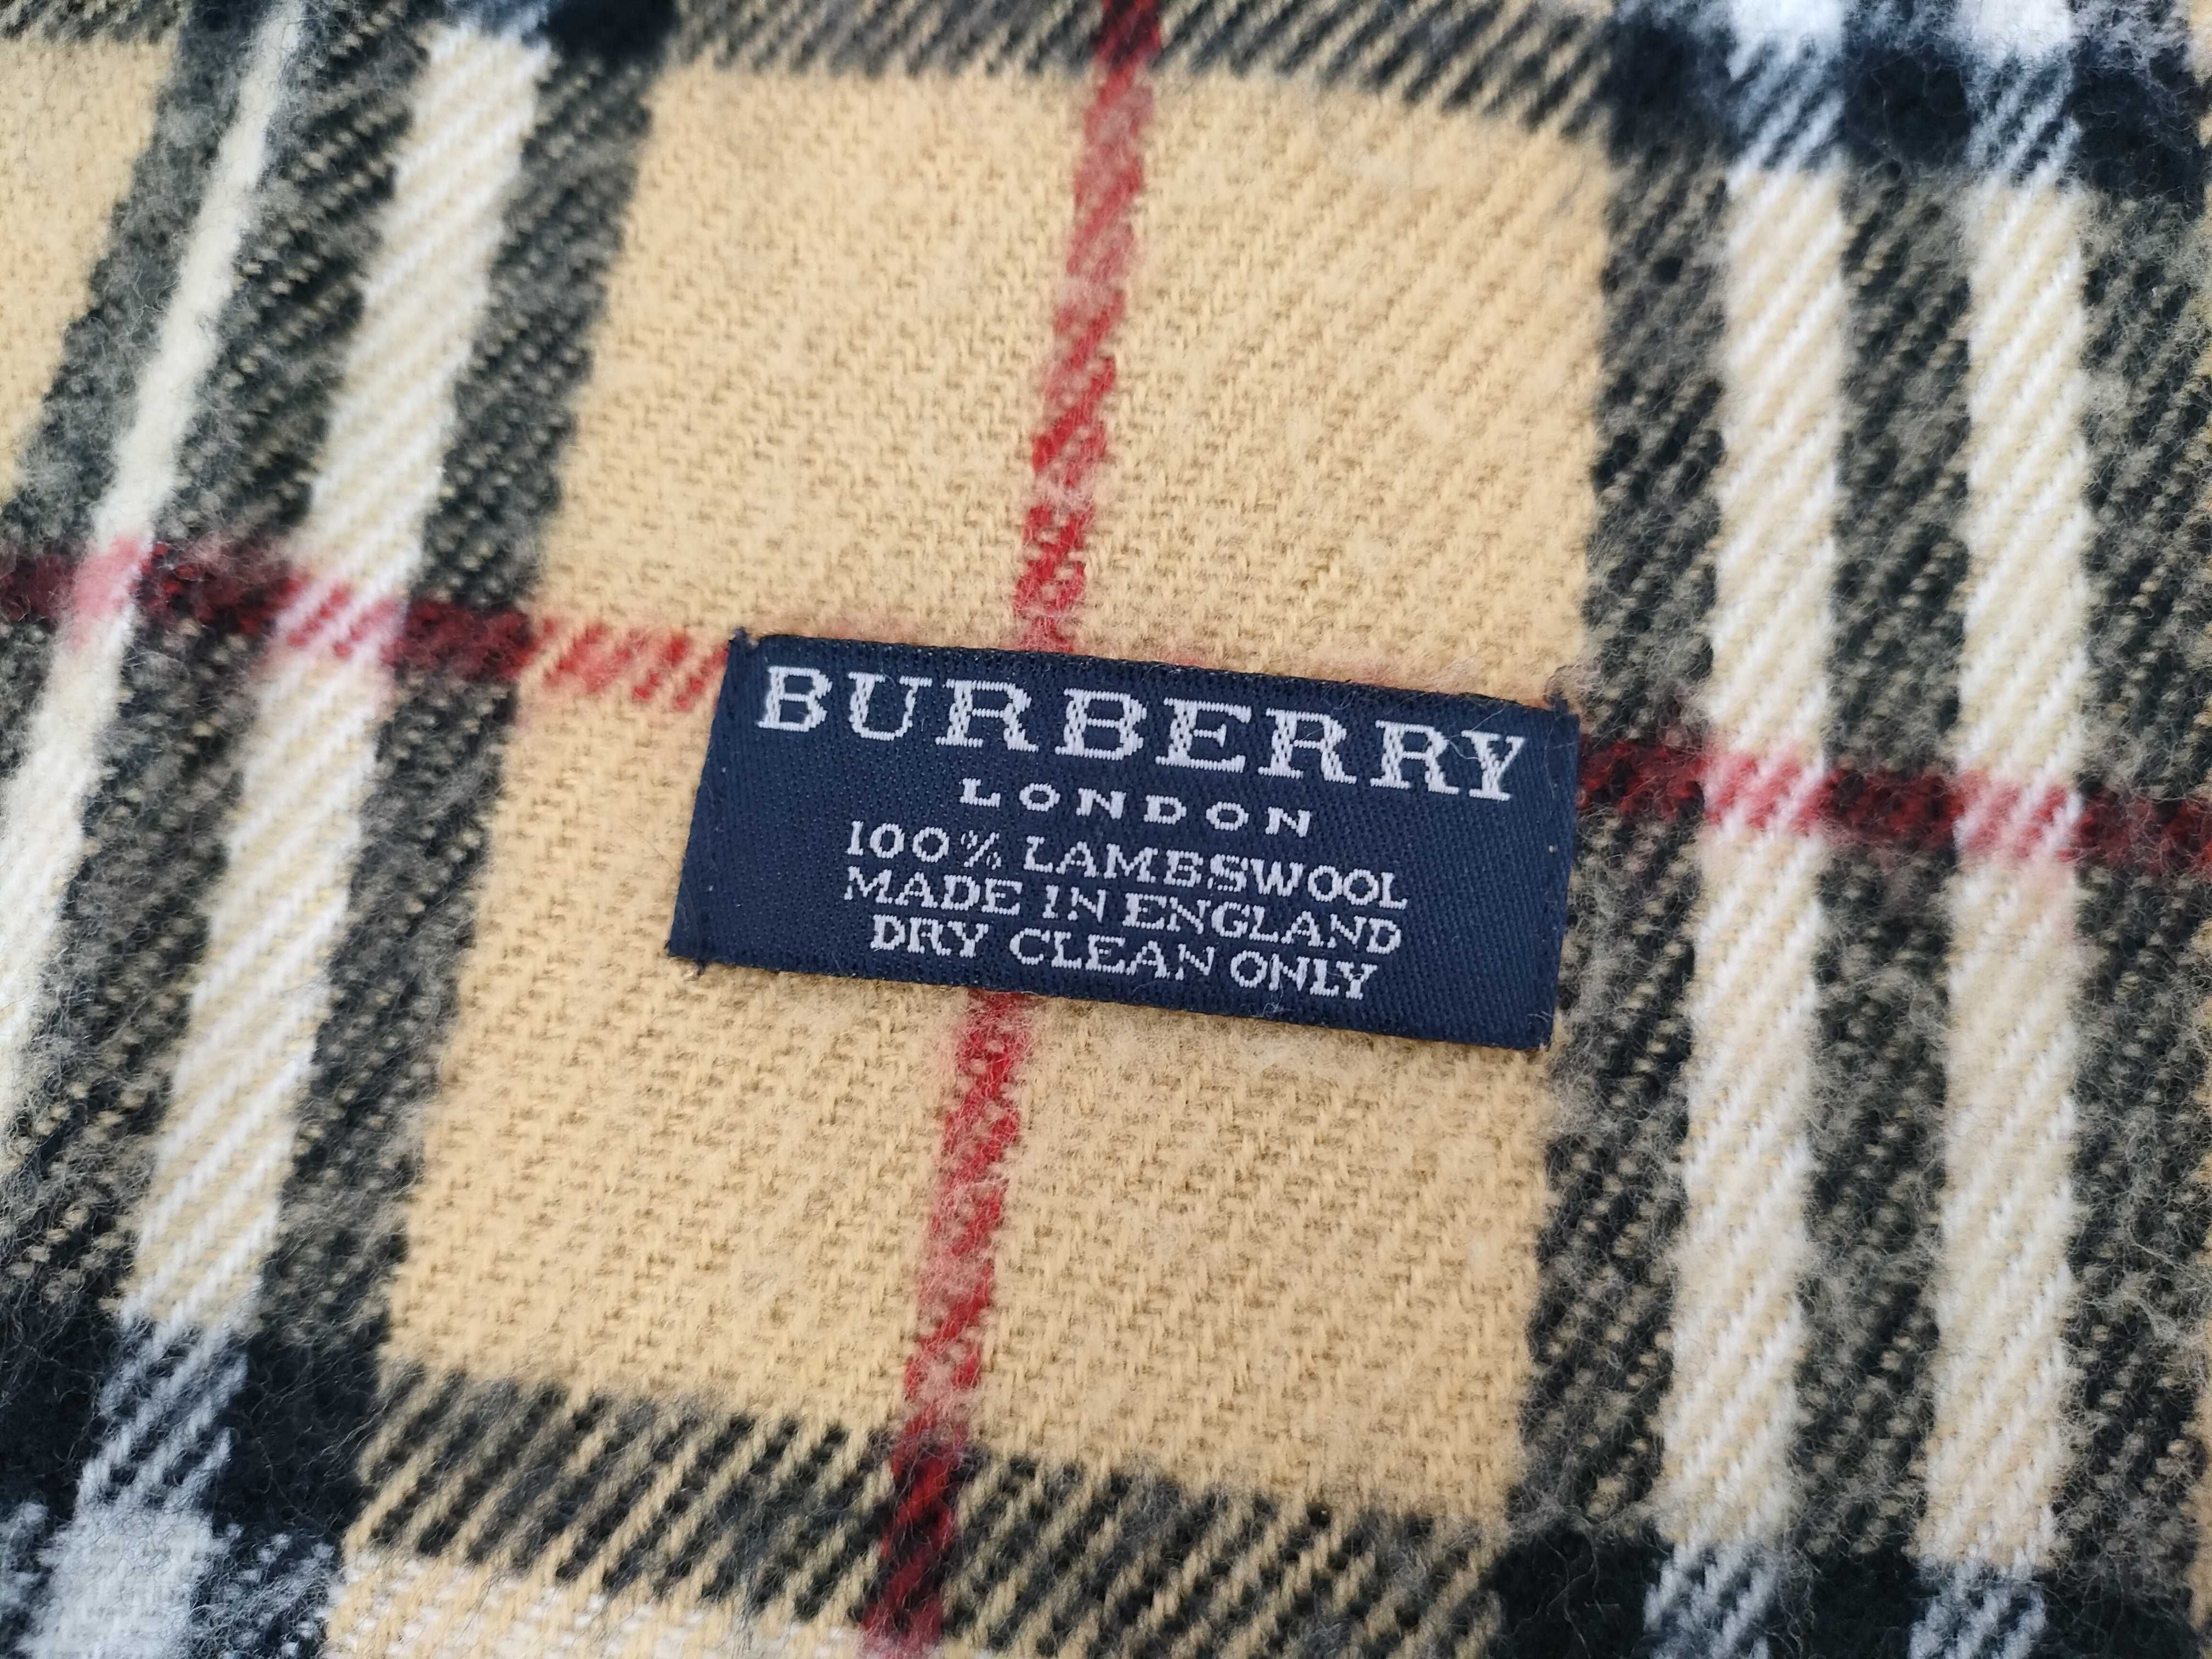 BURBERRY
LONDON
100% LAMBSWOOL
MADE IN ENGLAND
DRY CLEAN ONLY